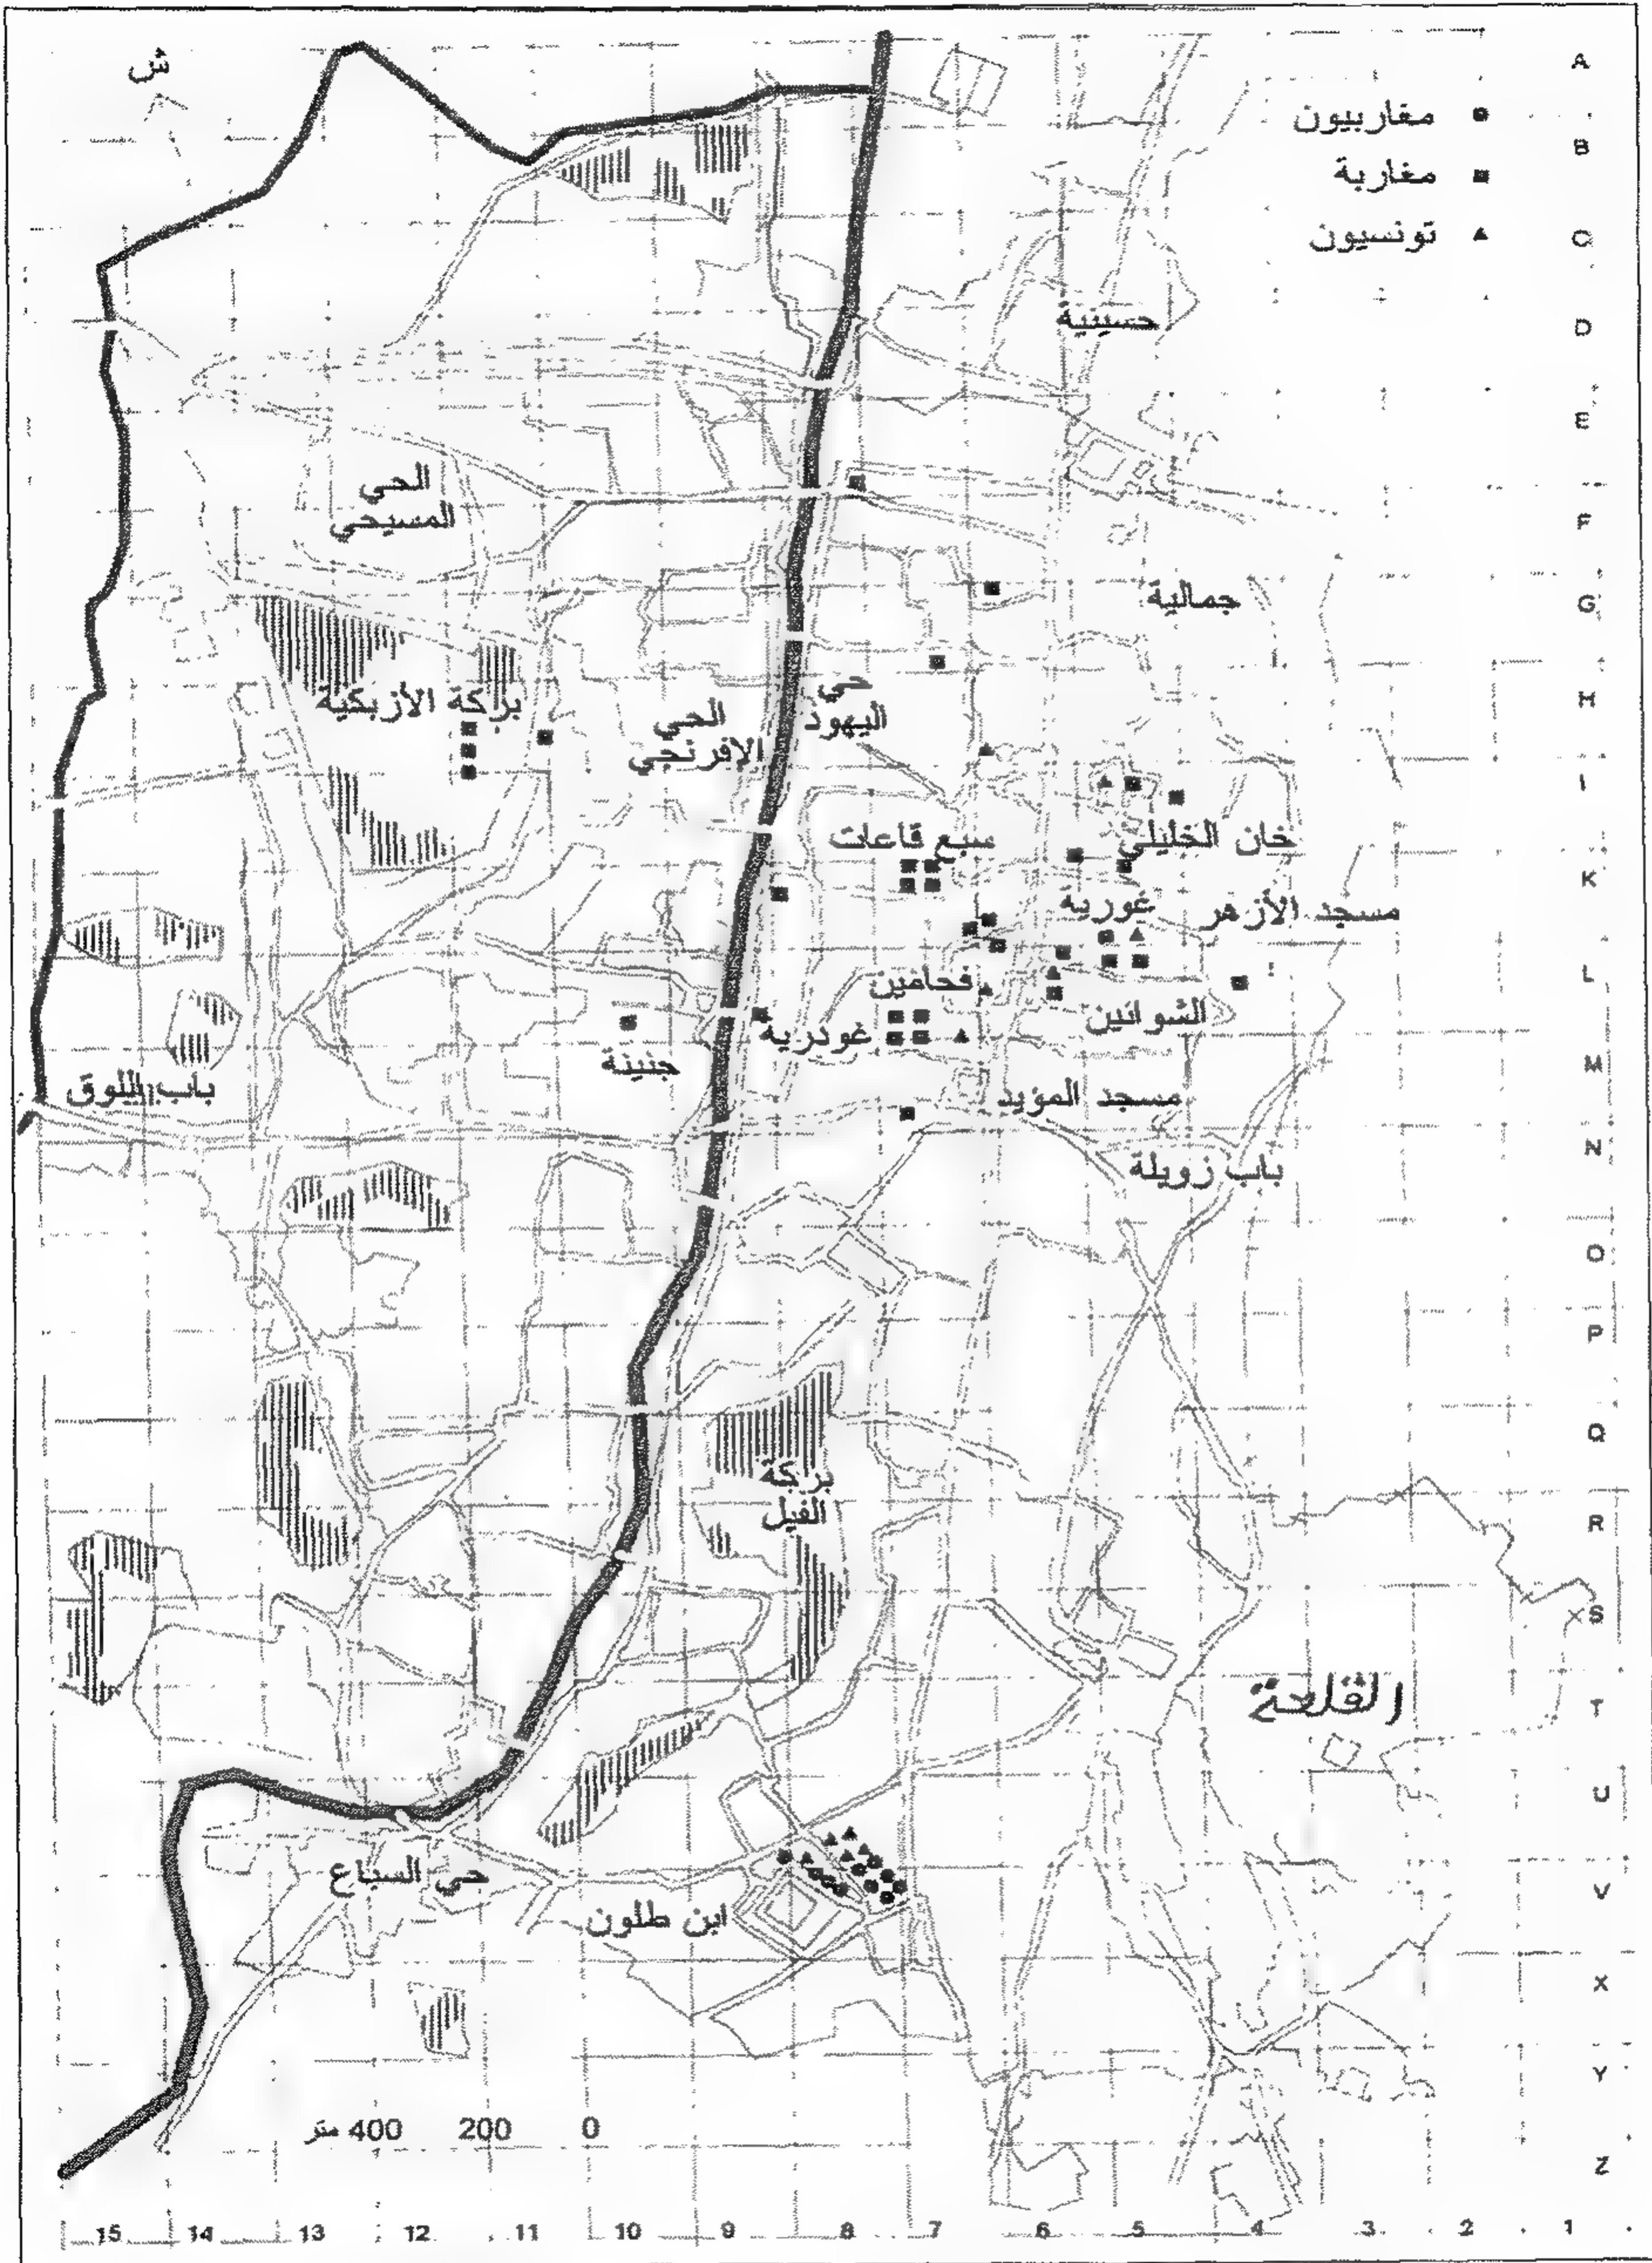 ش
A
مغاربيون
B
مغاربة
تونسيون
C
حسينية
D
E
الحي
المسيحي
F
جمالية
G
بركة الأزبكية
الحي
الافرنجي
حي
اليهود
H
I
سبع قاعات
خان الخليلي
K
غورية
مسجد الأزهر
فحامين
L
الشوائين
غودرية
جنينة
M
باب اللوق
مسجد المؤيد
N
باب زويلة
O
P
Q
بركة
الفيل
R
S
القلعة
T
U
حي السباع
V
ابن طلون
X
Y
400 متر
200
0
Z
15 14 13 12 11 10 9 8 7 6 5 4 3 2 1